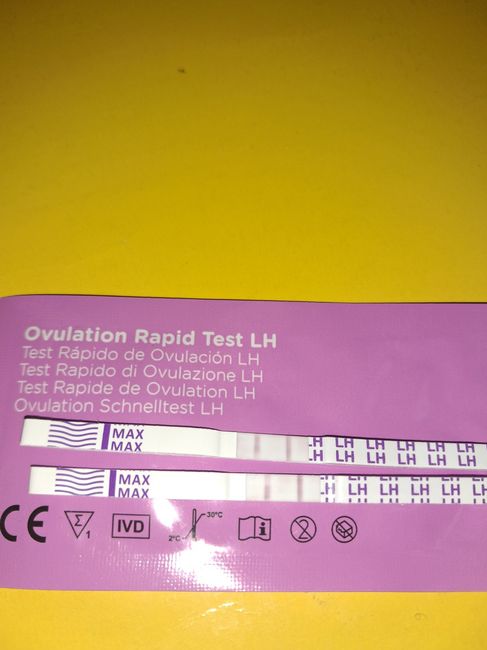 Ovulation Rapid Test LH
Test Rápido de Ovulación LH
Test Rapido di Ovulazione LH
Test Rapide de Ovulation LH
Ovulation Schnelltest LH
MAX LH LH LH LH LH LH
MAX LH LH LH LH LH LH
MAX LH LH LH LH LH LH
MAX LH LH LH LH LH LH
CE Σ 1 IVD 2°C 30°C i 2